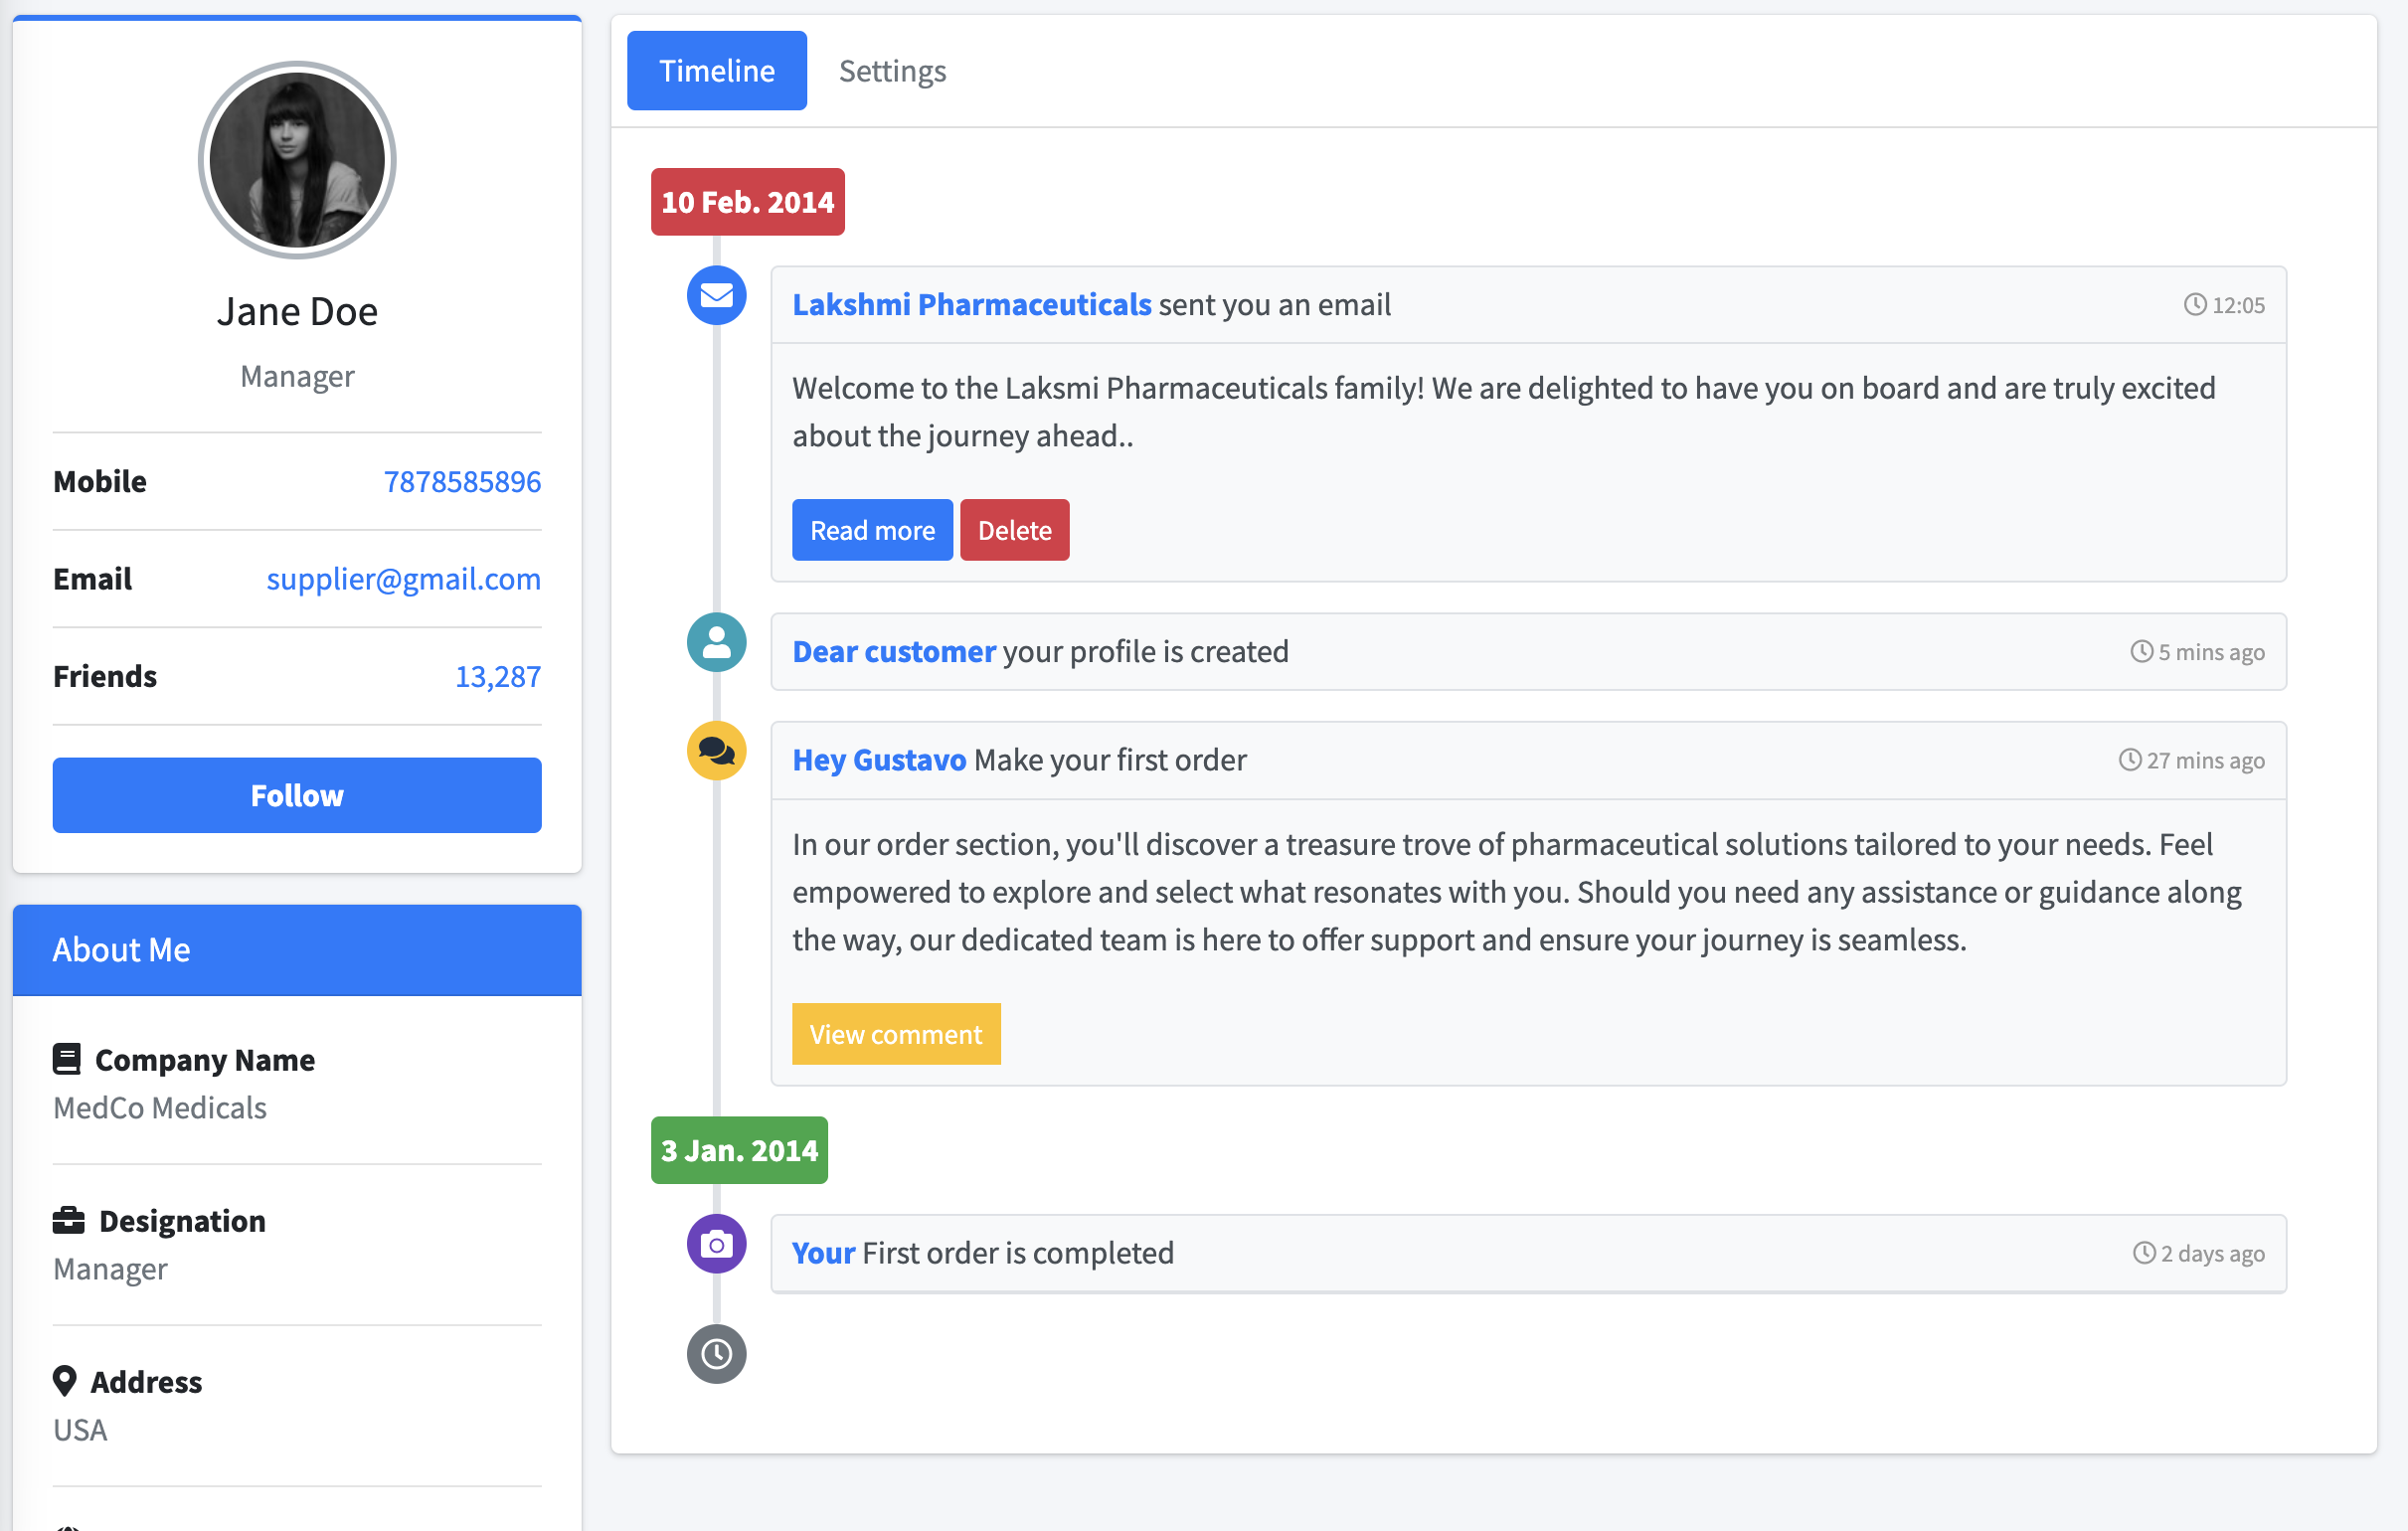 Jane Doe
Manager
Mobile 7878585896
Email supplier@gmail.com
Friends 13,287
Follow
About Me
Company Name
MedCo Medicals
Designation
Manager
Address
USA
Timeline Settings
10 Feb. 2014
Lakshmi Pharmaceuticals sent you an email 12:05
Welcome to the Laksmi Pharmaceuticals family! We are delighted to have you on board and are truly excited
about the journey ahead..
Read more Delete
Dear customer your profile is created 5 mins ago
Hey Gustavo Make your first order 27 mins ago
In our order section, you'll discover a treasure trove of pharmaceutical solutions tailored to your needs. Feel
empowered to explore and select what resonates with you. Should you need any assistance or guidance along
the way, our dedicated team is here to offer support and ensure your journey is seamless.
View comment
3 Jan. 2014
Your First order is completed 2 days ago